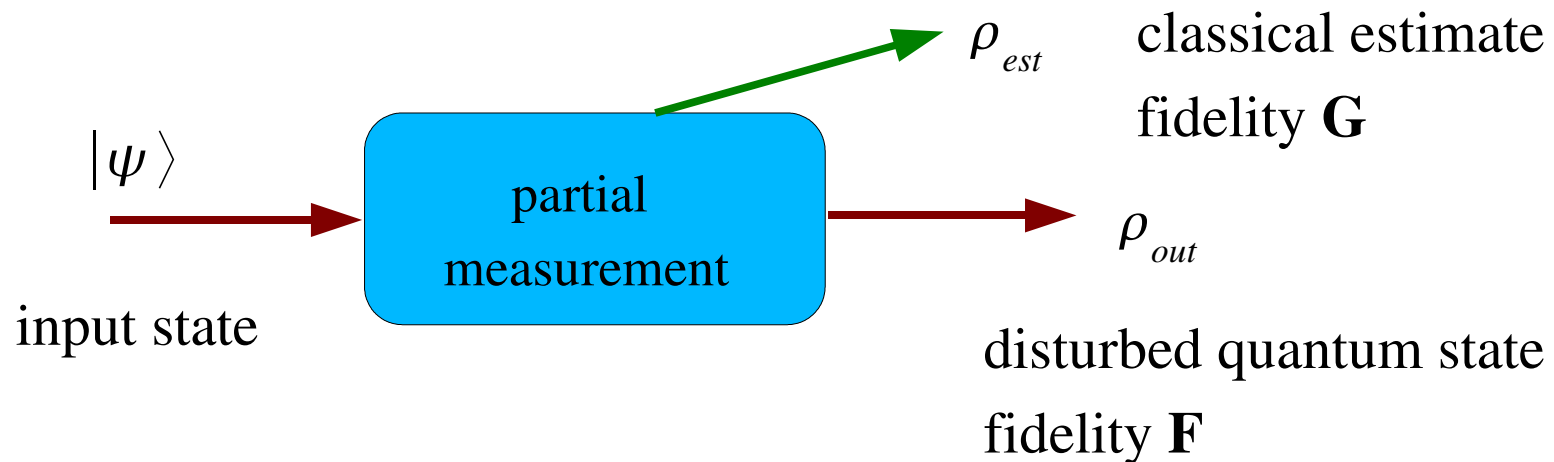 |ψ⟩
input state
partial
measurement
ρ_est
classical estimate
fidelity G
ρ_out
disturbed quantum state
fidelity F